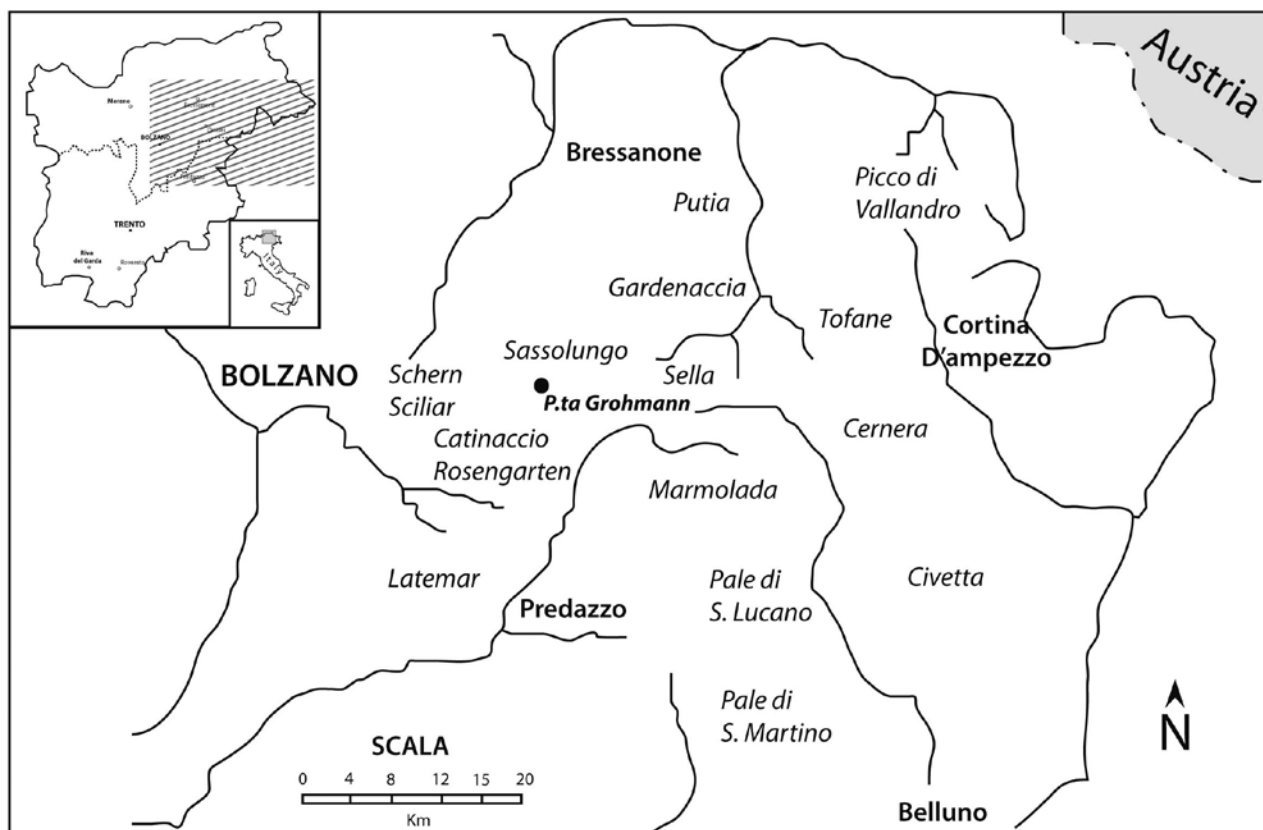 Austria
Merano
BOLZANO
TRENTO
Riva
del Garda
Rovereto
Italy
Bressanone
Putia
Picco di
Vallandro
Gardenaccia
Tofane
Cortina
D'ampezzo
Sassolungo
BOLZANO
Schern
Sciliar
Sella
P.ta Grohmann
Cernera
Catinaccio
Rosengarten
Marmolada
Latemar
Pale di
S. Lucano
Civetta
Predazzo
Pale di
S. Martino
N
SCALA
0 4 8 12 15 20
Km
Belluno